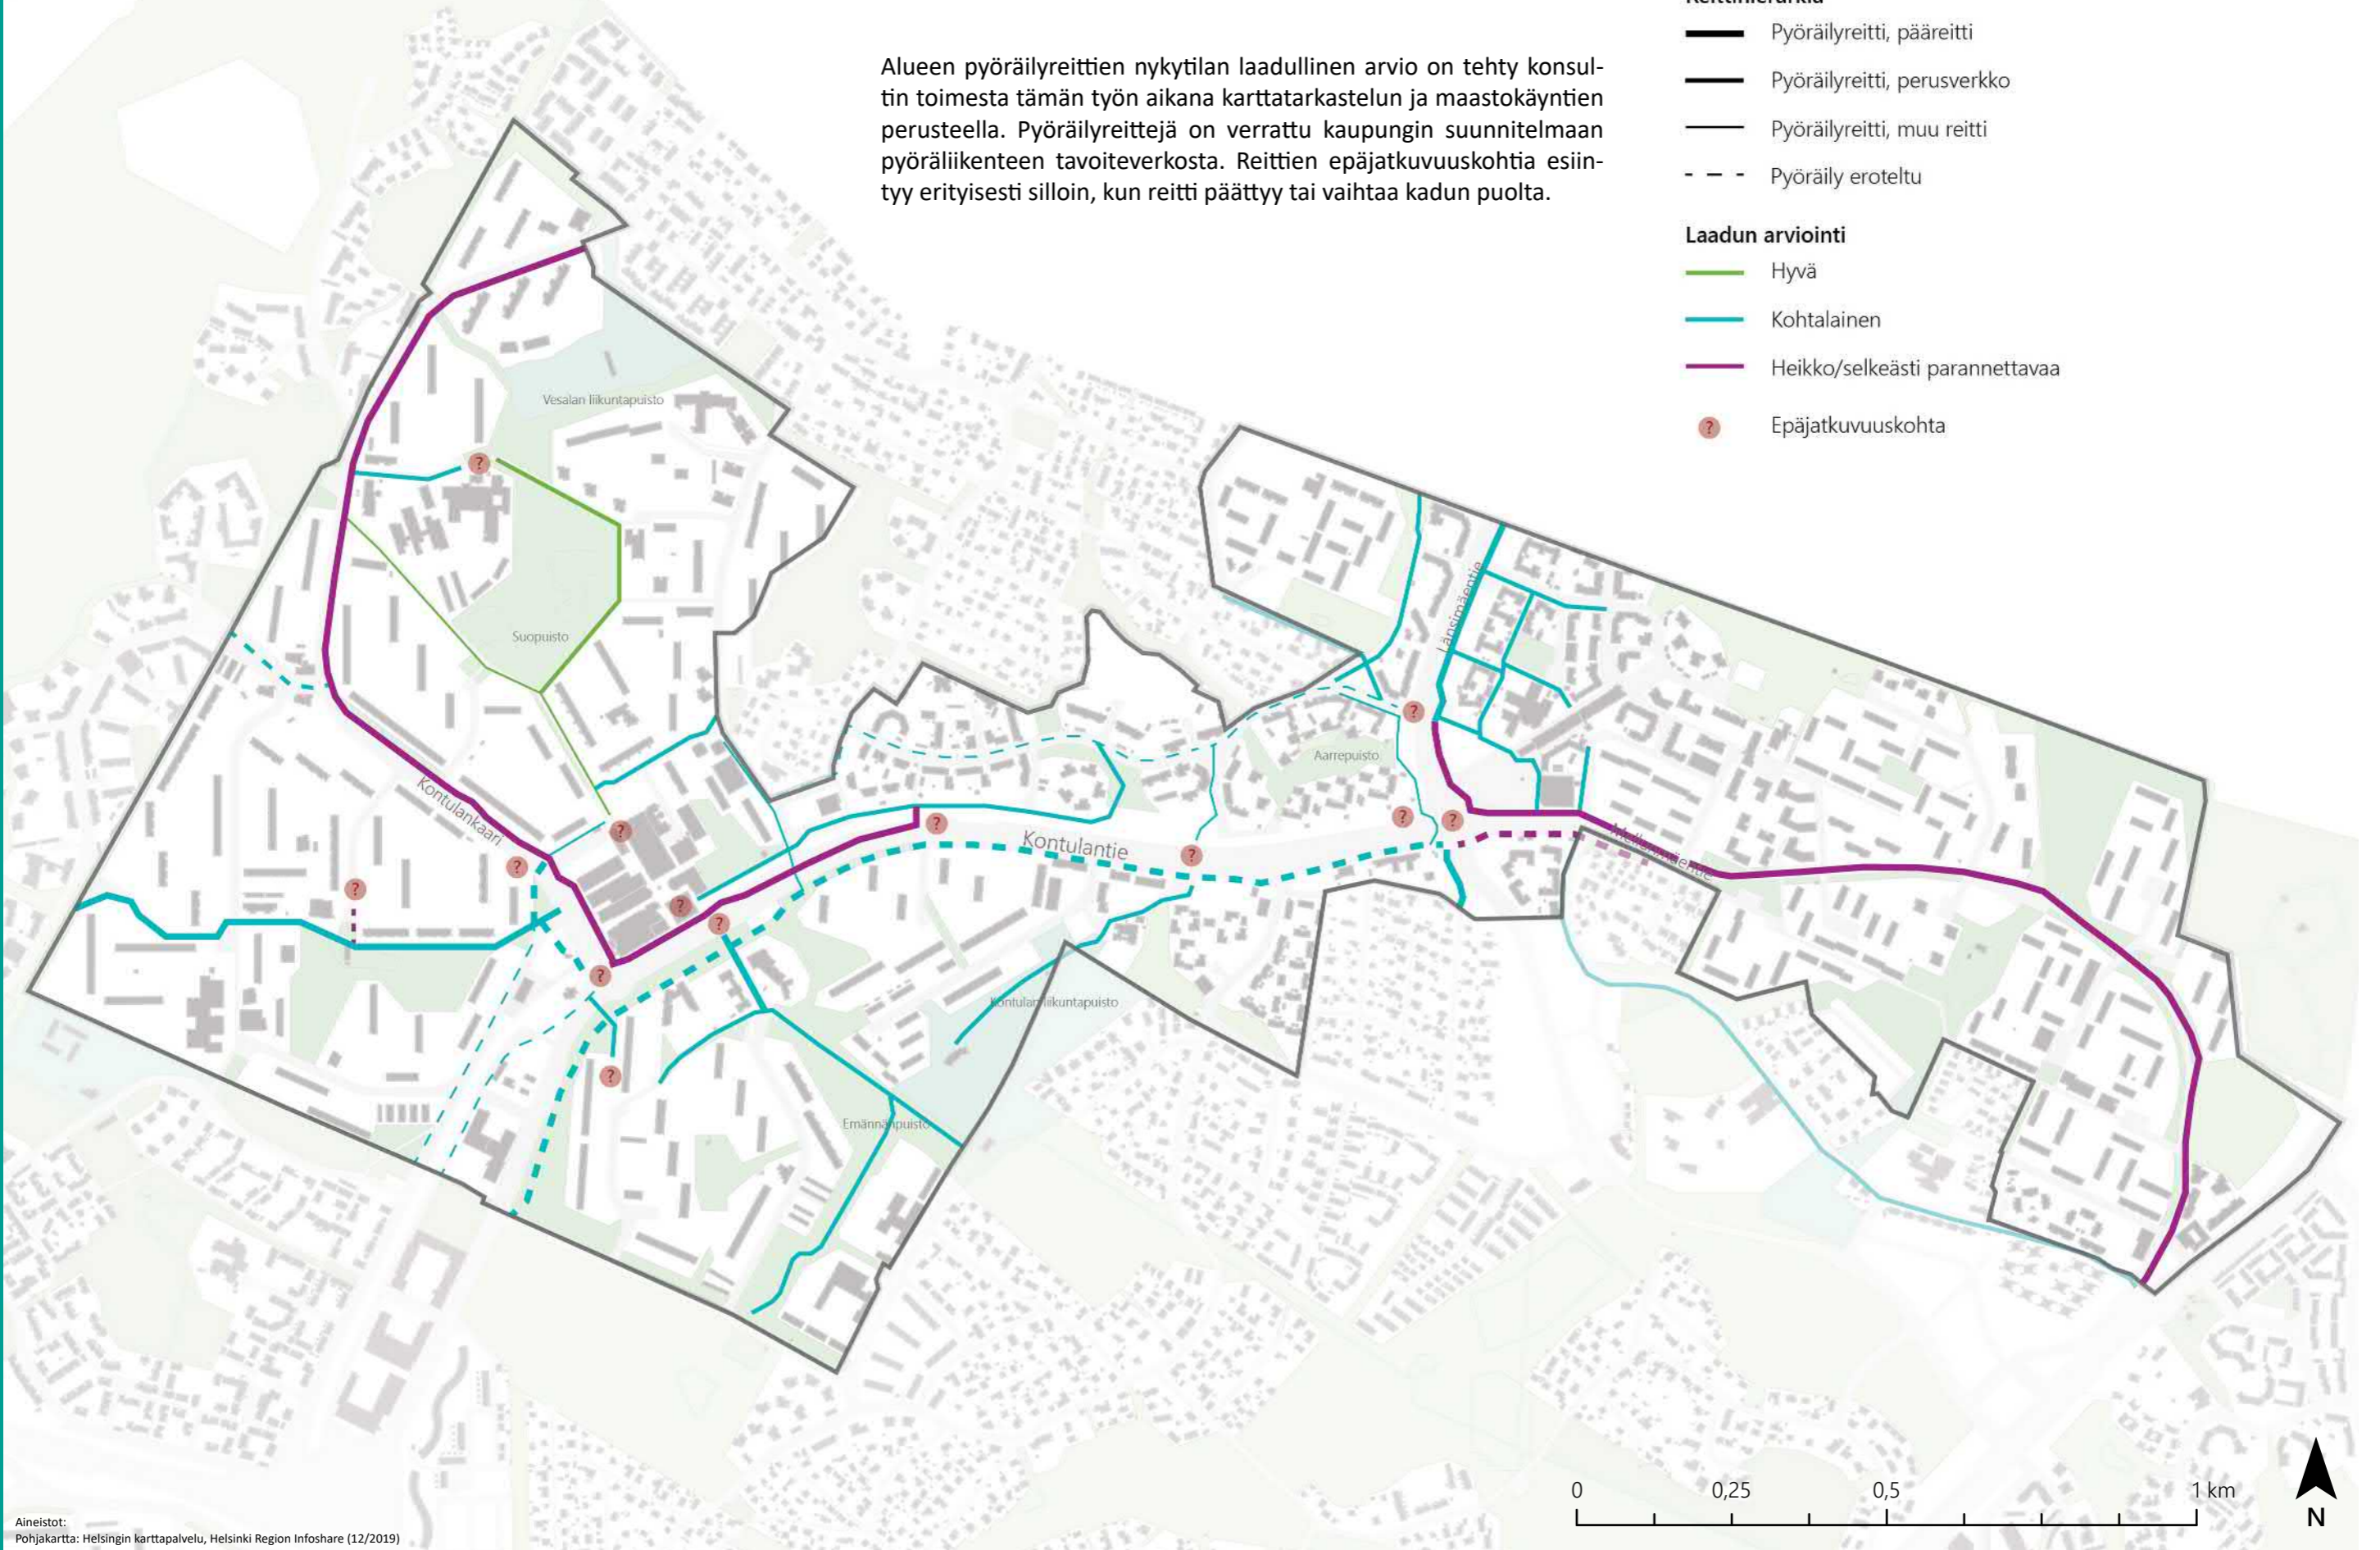 Alueen pyöräilyreittien nykytilan laadullinen arvio on tehty konsul-
tin toimesta tämän työn aikana karttatarkastelun ja maastokäyntien
perusteella. Pyöräilyreittejä on verrattu kaupungin suunnitelmaan
pyöräliikenteen tavoiteverkosta. Reittien epäjatkuvuuskohtia esiin-
tyy erityisesti silloin, kun reitti päättyy tai vaihtaa kadun puolta.
Pyöräilyreitti, pääreitti
Pyöräilyreitti, perusverkko
Pyöräilyreitti, muu reitti
Pyöräily eroteltu
Laadun arviointi
Hyvä
Kohtalainen
Heikko/selkeästi parannettavaa
? Epäjatkuvuuskohta
Vesalan liikuntapuisto
?
Suopuisto
Länsimäentie
?
Aarrepuisto
Kontulankaari
?
?
?
?
?
Kontulantie
?
Mellunmäentie
?
?
?
?
?
Kontulan liikuntapuisto
?
Emännänpuisto
0
0,25
0,5
1 km
N
Aineistot:
Pohjakartta: Helsingin karttapalvelu, Helsinki Region Infoshare (12/2019)